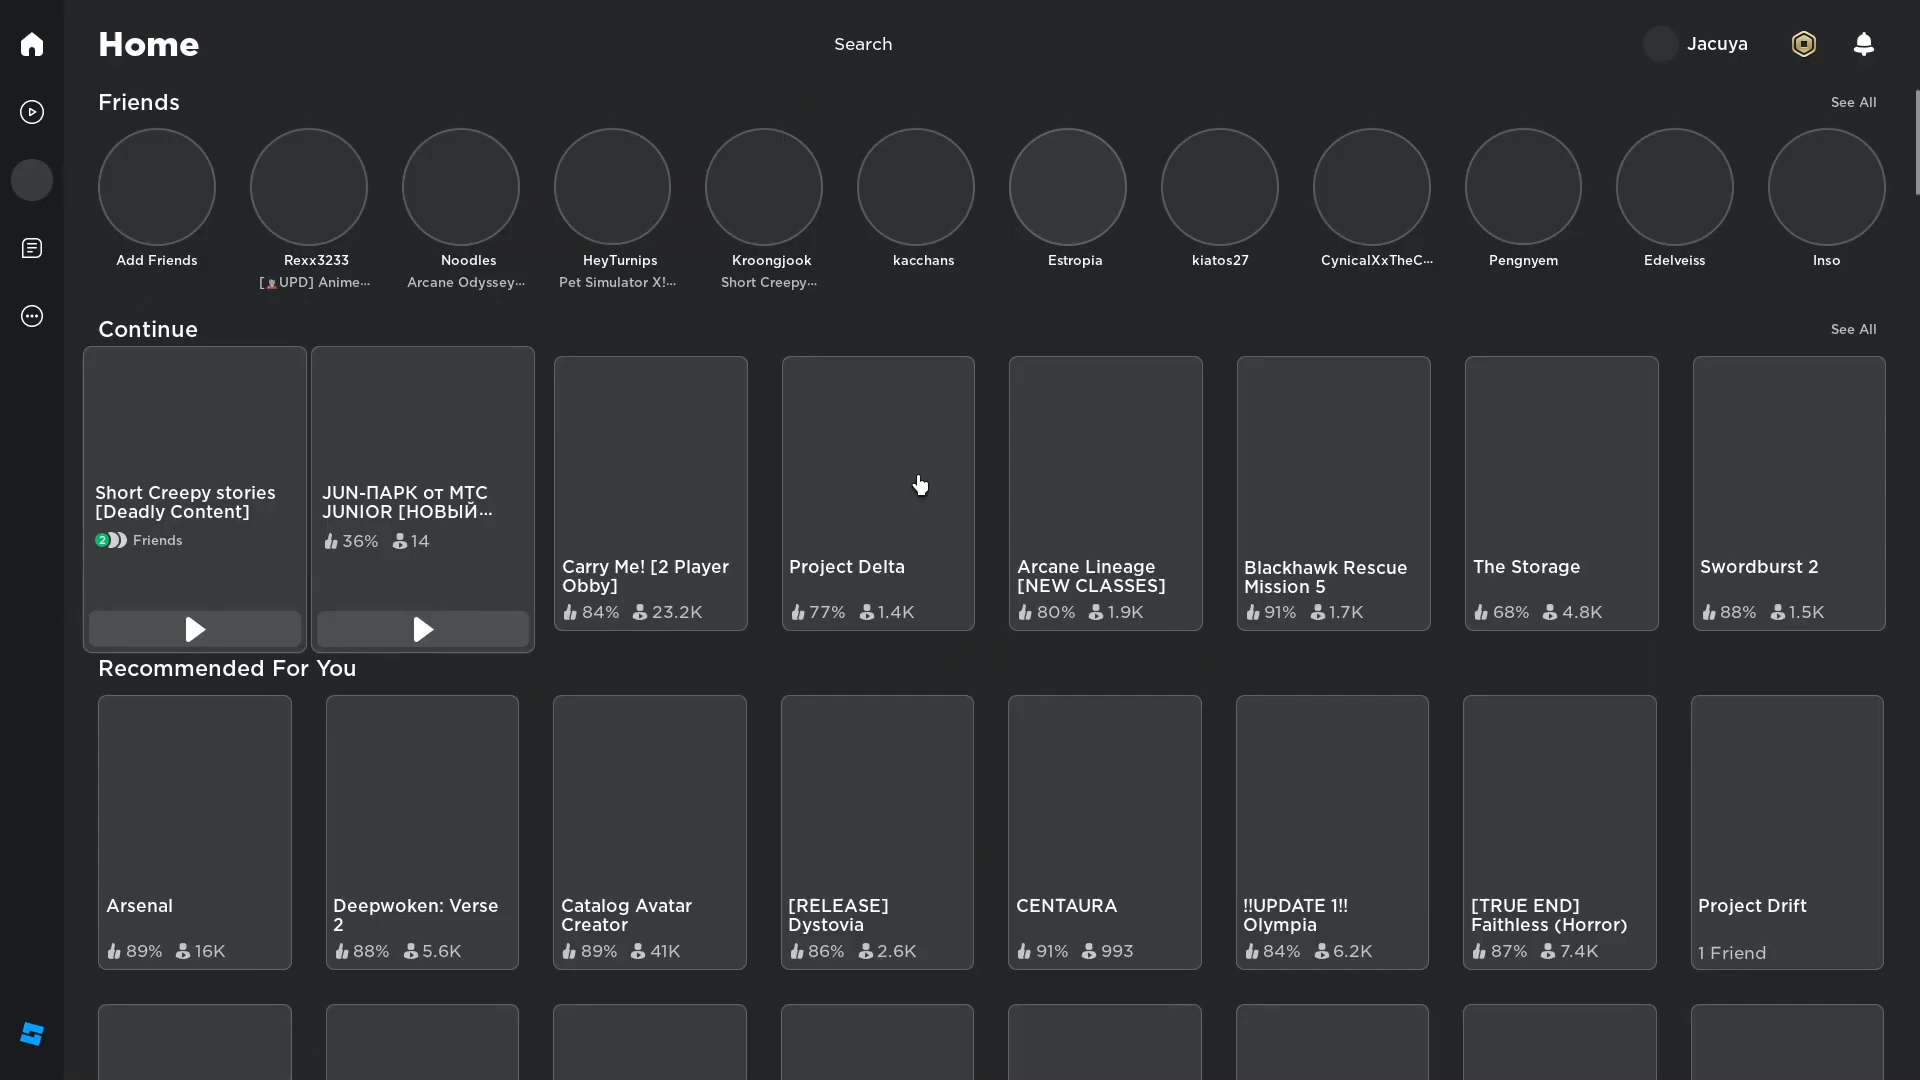 Home
Search
Jacuya
Friends
See All
Add Friends
Rexx3233
Noodles
HeyTurnips
Kroongjook
kacchans
Estropia
kiatos27
CynicalXxTheC...
Pengnyem
Edelveiss
Inso
[UPD] Anime...
Arcane Odyssey...
Pet Simulator X!...
Short Creepy...
Continue
See All
Short Creepy stories
[Deadly Content]
2 Friends
JUN-ПАРК от МТС
JUNIOR [НОВЫЙ...
36% 14
Carry Me! [2 Player
Obby]
84% 23.2K
Project Delta
77% 1.4K
Arcane Lineage
[NEW CLASSES]
80% 1.9K
Blackhawk Rescue
Mission 5
91% 1.7K
The Storage
68% 4.8K
Swordburst 2
88% 1.5K
Recommended For You
Arsenal
89% 16K
Deepwoken: Verse
2
88% 5.6K
Catalog Avatar
Creator
89% 41K
[RELEASE]
Dystovia
86% 2.6K
CENTAURA
91% 993
!!UPDATE 1!!
Olympia
84% 6.2K
[TRUE END]
Faithless (Horror)
87% 7.4K
Project Drift
1 Friend